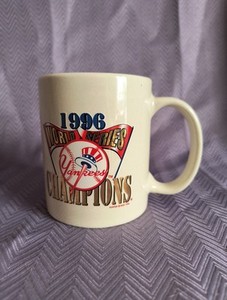 1996
WORLD SERIES
Yankees
CHAMPIONS